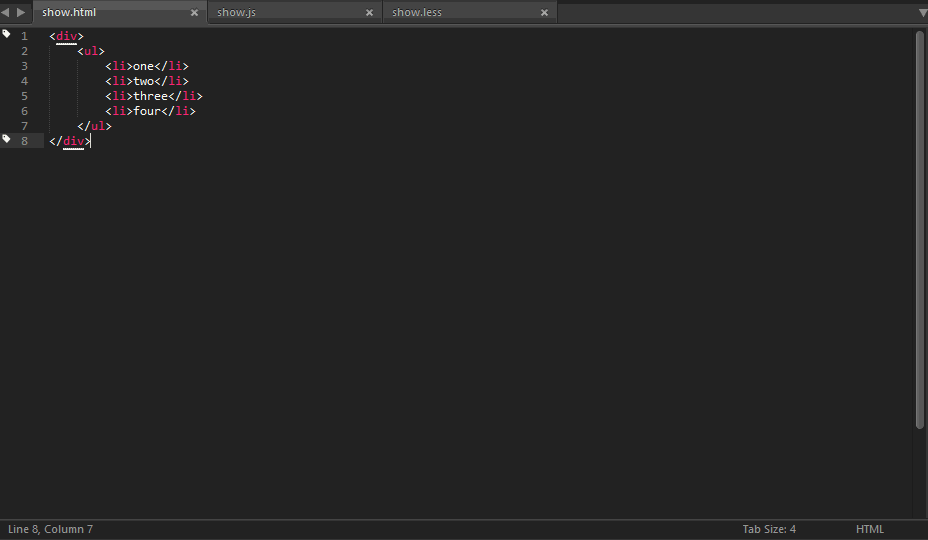 show.html × show.js × show.less ×
1 <div>
2     <ul>
3         <li>one</li>
4         <li>two</li>
5         <li>three</li>
6         <li>four</li>
7     </ul>
8 </div>
Line 8, Column 7 Tab Size: 4 HTML